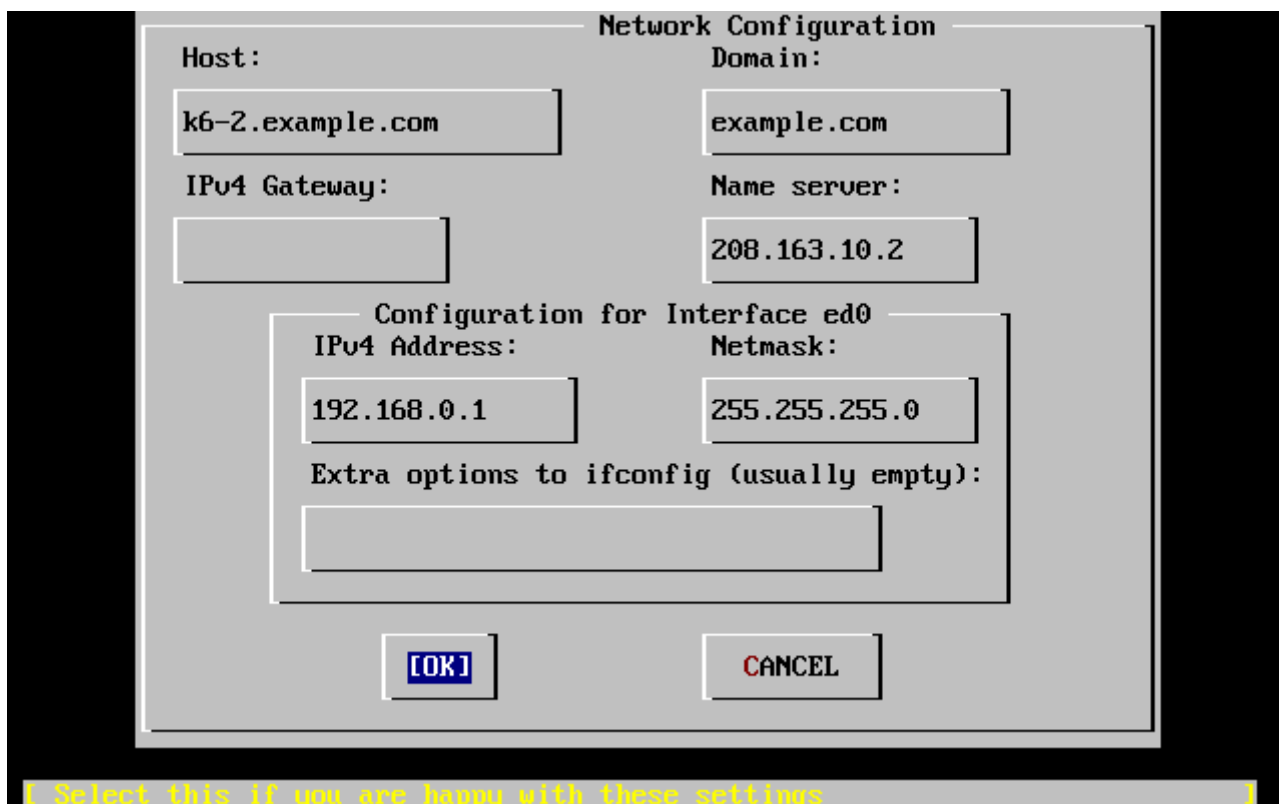 Network Configuration
Host: Domain:
k6-2.example.com example.com
IPv4 Gateway: Name server:
208.163.10.2
Configuration for Interface ed0
IPv4 Address: Netmask:
192.168.0.1 255.255.255.0
Extra options to ifconfig (usually empty):
[OK] CANCEL
[ Select this if you are happy with these settings ]